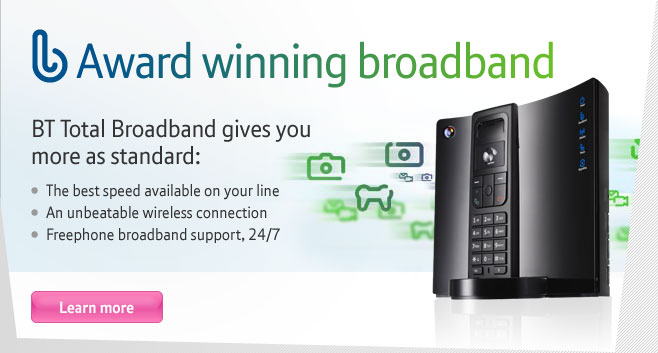 Award winning broadband
BT Total Broadband gives you
more as standard:
The best speed available on your line
An unbeatable wireless connection
Freephone broadband support, 24/7
Learn more